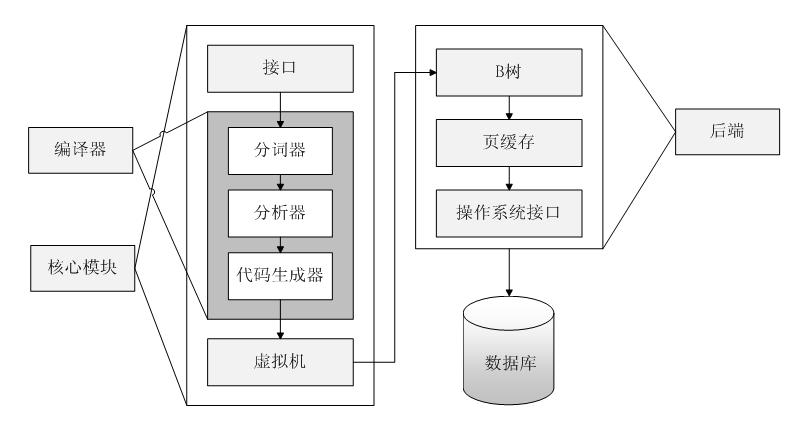 接口
编译器
分词器
分析器
核心模块
代码生成器
虚拟机
B树
页缓存
操作系统接口
后端
数据库